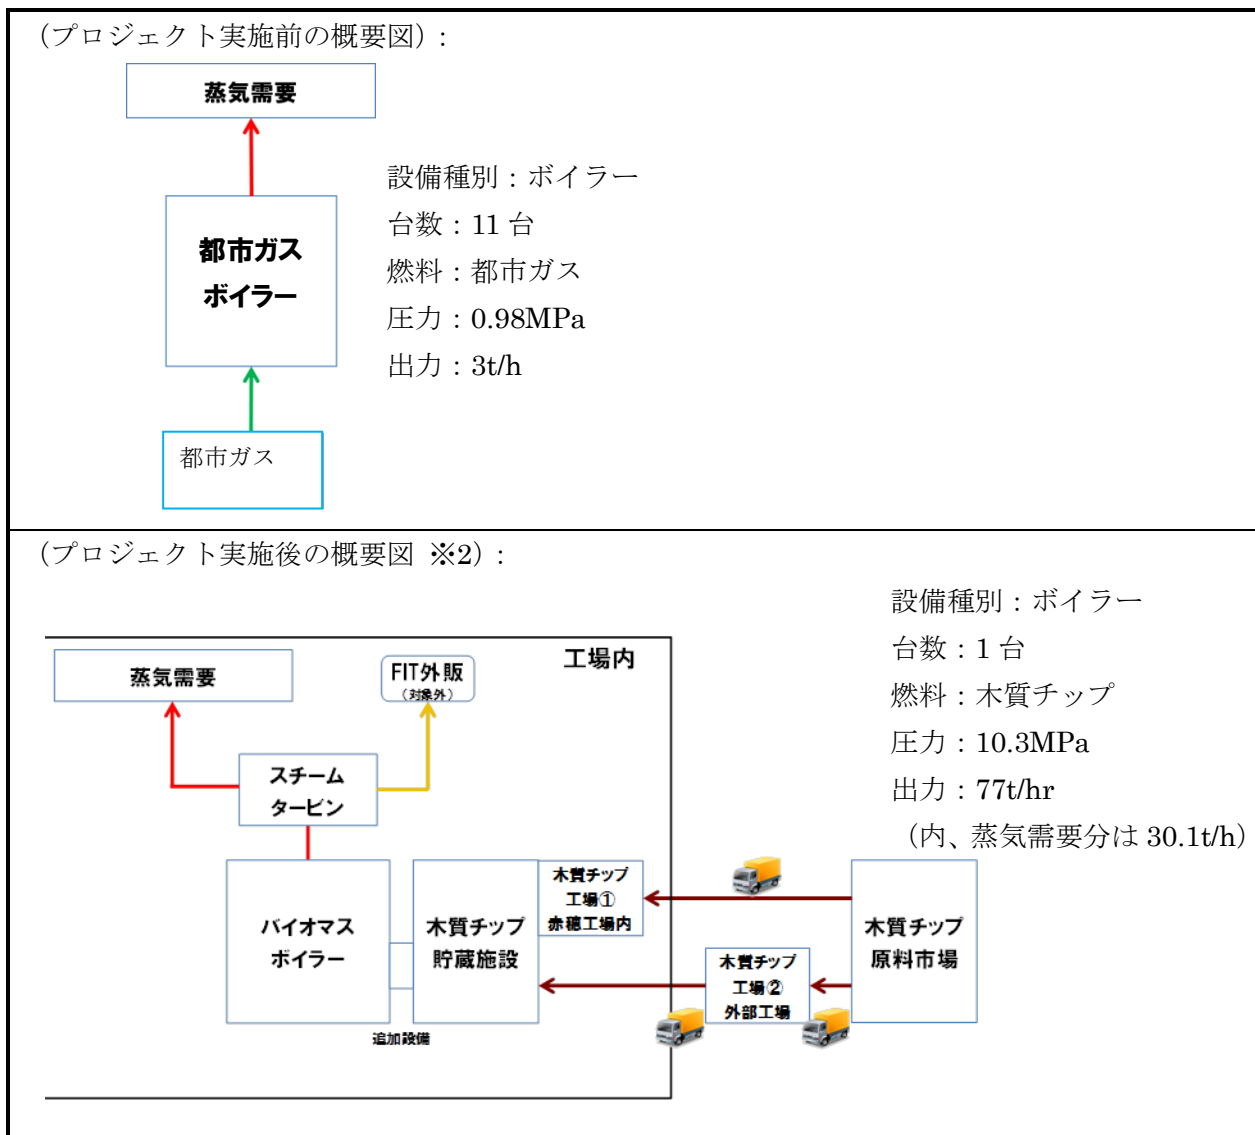 （プロジェクト実施前の概要図）：
蒸気需要
都市ガス
ボイラー
都市ガス
設備種別：ボイラー
台数：11 台
燃料：都市ガス
圧力：0.98MPa
出力：3t/h
（プロジェクト実施後の概要図 ※2）：
設備種別：ボイラー
台数：1 台
燃料：木質チップ
圧力：10.3MPa
出力：77t/hr
（内、蒸気需要分は 30.1t/h）
工場内
蒸気需要
FIT外販
（対象外）
スチーム
タービン
バイオマス
ボイラー
木質チップ
貯蔵施設
追加設備
木質チップ
工場①
赤穂工場内
木質チップ
工場②
外部工場
木質チップ
原料市場